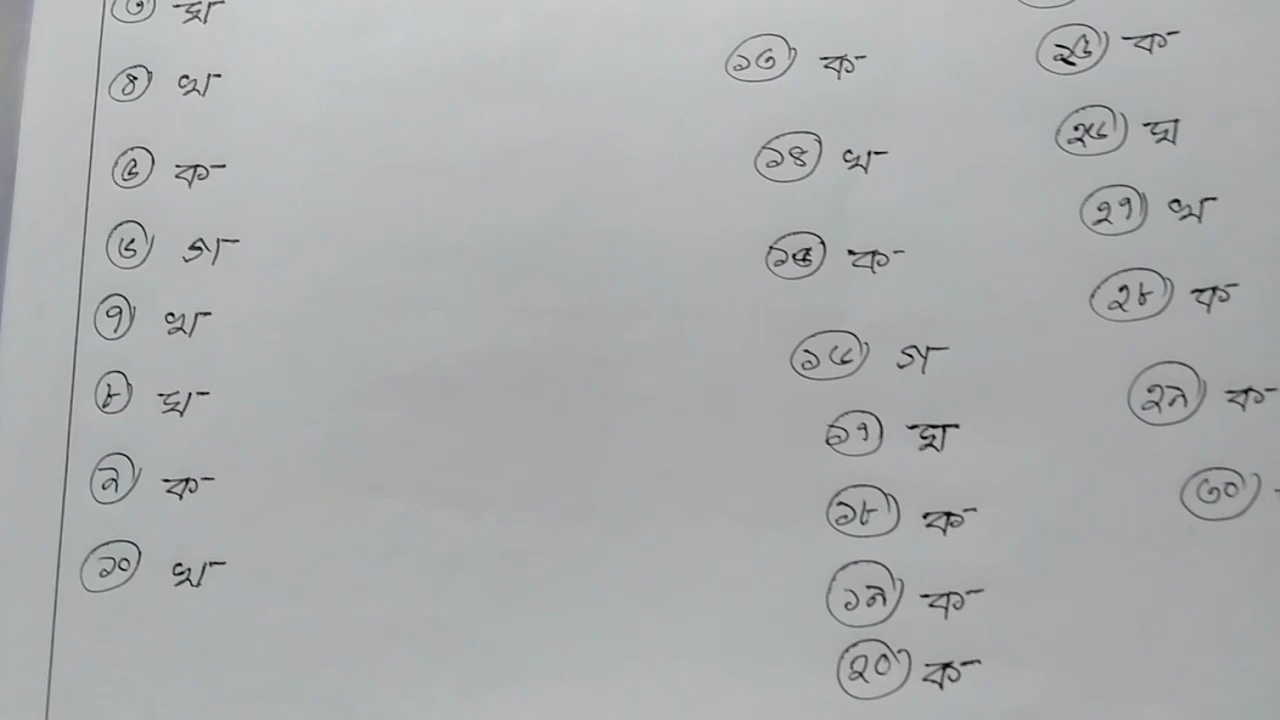 ৩ ঘ
৪ খ
৫ ক
৬ গ
৭ খ
৮ ঘ
৯ ক
১০ খ
১৩ ক
১৪ খ
১৫ ক
১৬ গ
১৭ ঘ
১৮ ক
১৯ ক
২০ ক
২৫ ক
২৬ ঘ
২৭ খ
২৮ ক
২৯ ক
৩০